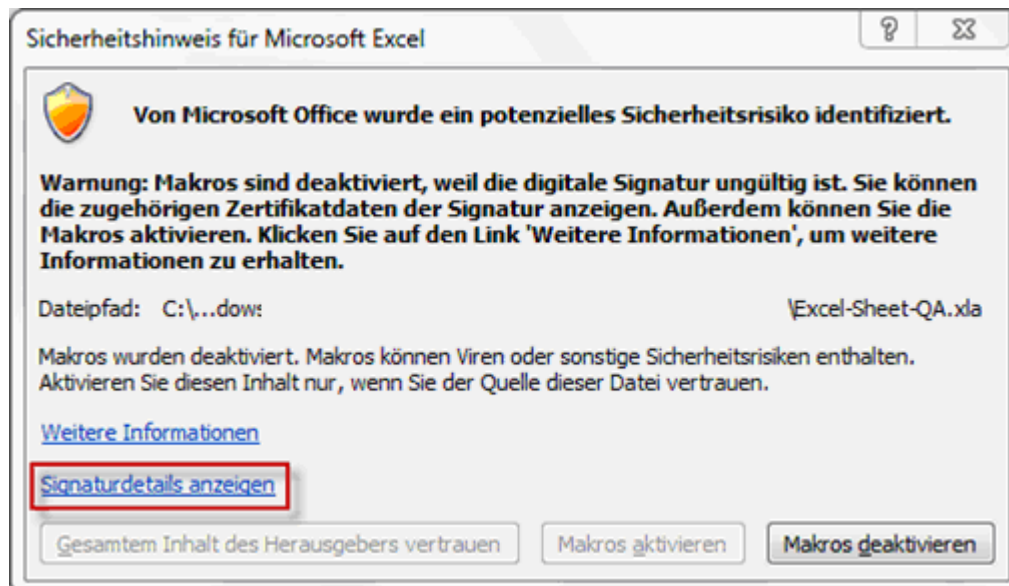 Sicherheitshinweis für Microsoft Excel
Von Microsoft Office wurde ein potenzielles Sicherheitsrisiko identifiziert.
Warnung: Makros sind deaktiviert, weil die digitale Signatur ungültig ist. Sie können
die zugehörigen Zertifikatdaten der Signatur anzeigen. Außerdem können Sie die
Makros aktivieren. Klicken Sie auf den Link 'Weitere Informationen', um weitere
Informationen zu erhalten.
Dateipfad: C:\...dows \Excel-Sheet-QA.xla
Makros wurden deaktiviert. Makros können Viren oder sonstige Sicherheitsrisiken enthalten.
Aktivieren Sie diesen Inhalt nur, wenn Sie der Quelle dieser Datei vertrauen.
Weitere Informationen
Signaturdetails anzeigen
Gesamtem Inhalt des Herausgebers vertrauen Makros aktivieren Makros deaktivieren